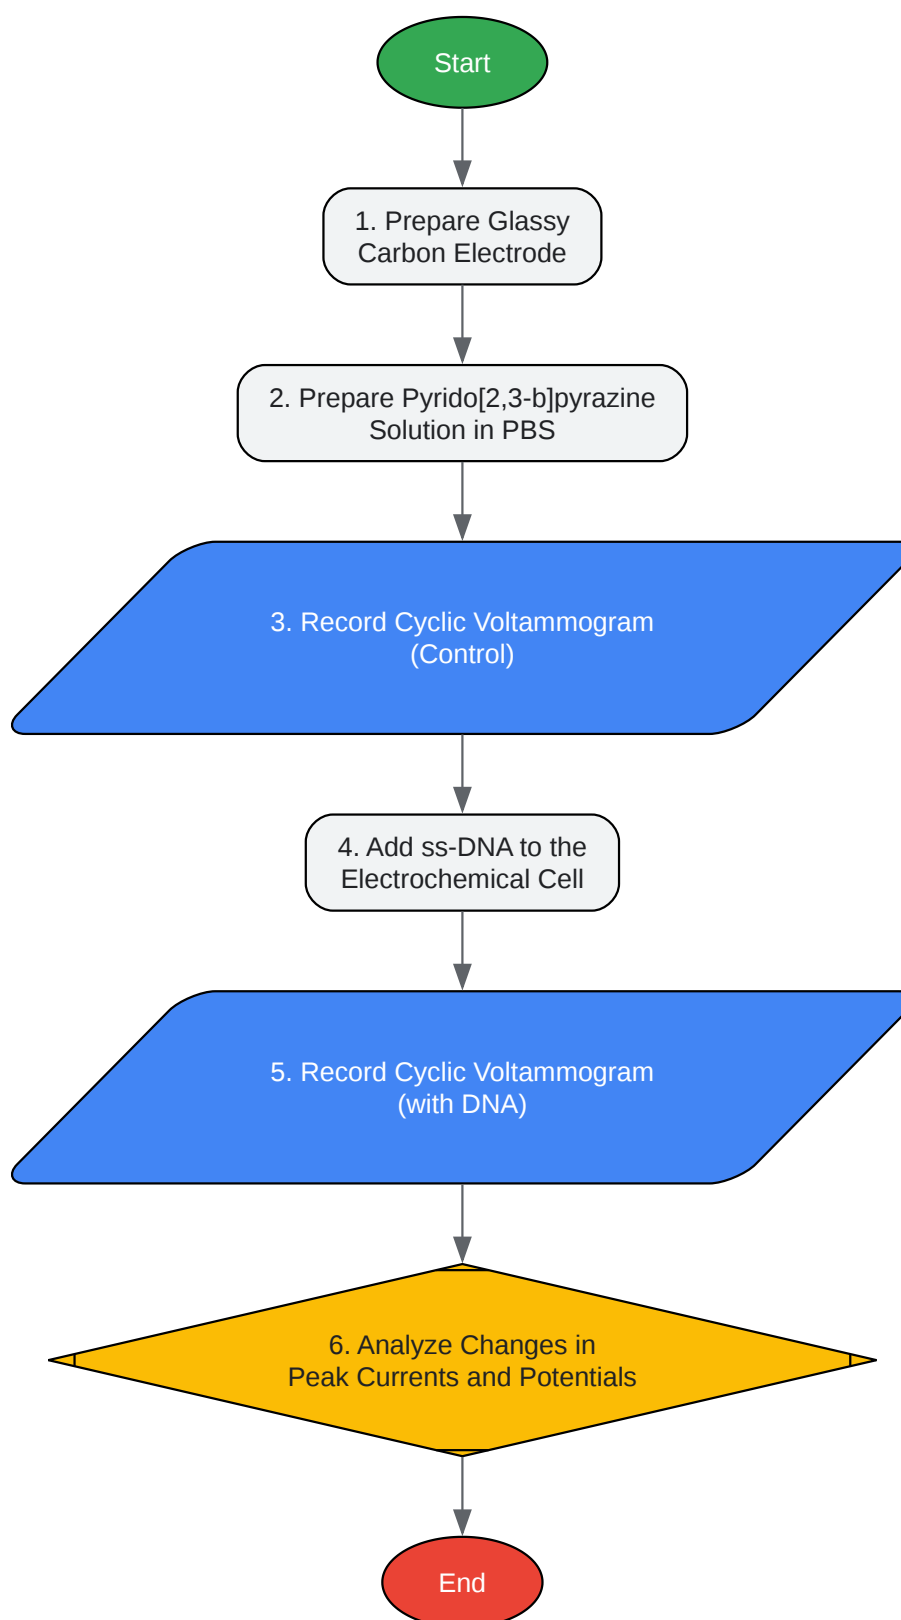 Start
1. Prepare Glassy
Carbon Electrode
2. Prepare Pyrido[2,3-b]pyrazine
Solution in PBS
3. Record Cyclic Voltammogram
(Control)
4. Add ss-DNA to the
Electrochemical Cell
5. Record Cyclic Voltammogram
(with DNA)
6. Analyze Changes in
Peak Currents and Potentials
End